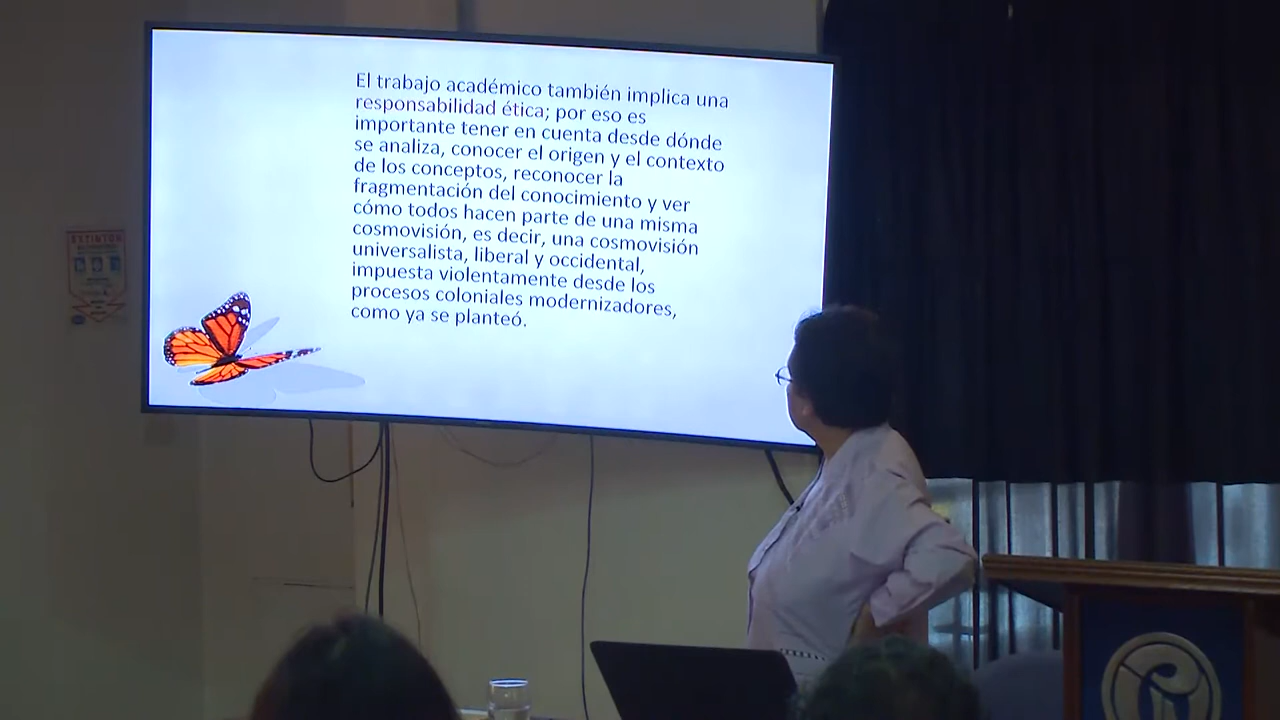 El trabajo académico también implica una
responsabilidad ética; por eso es
importante tener en cuenta desde dónde
se analiza, conocer el origen y el contexto
de los conceptos, reconocer la
fragmentación del conocimiento y ver
cómo todos hacen parte de una misma
cosmovisión, es decir, una cosmovisión
universalista, liberal y occidental,
impuesta violentamente desde los
procesos coloniales modernizadores,
como ya se planteó.
EXTINTOR